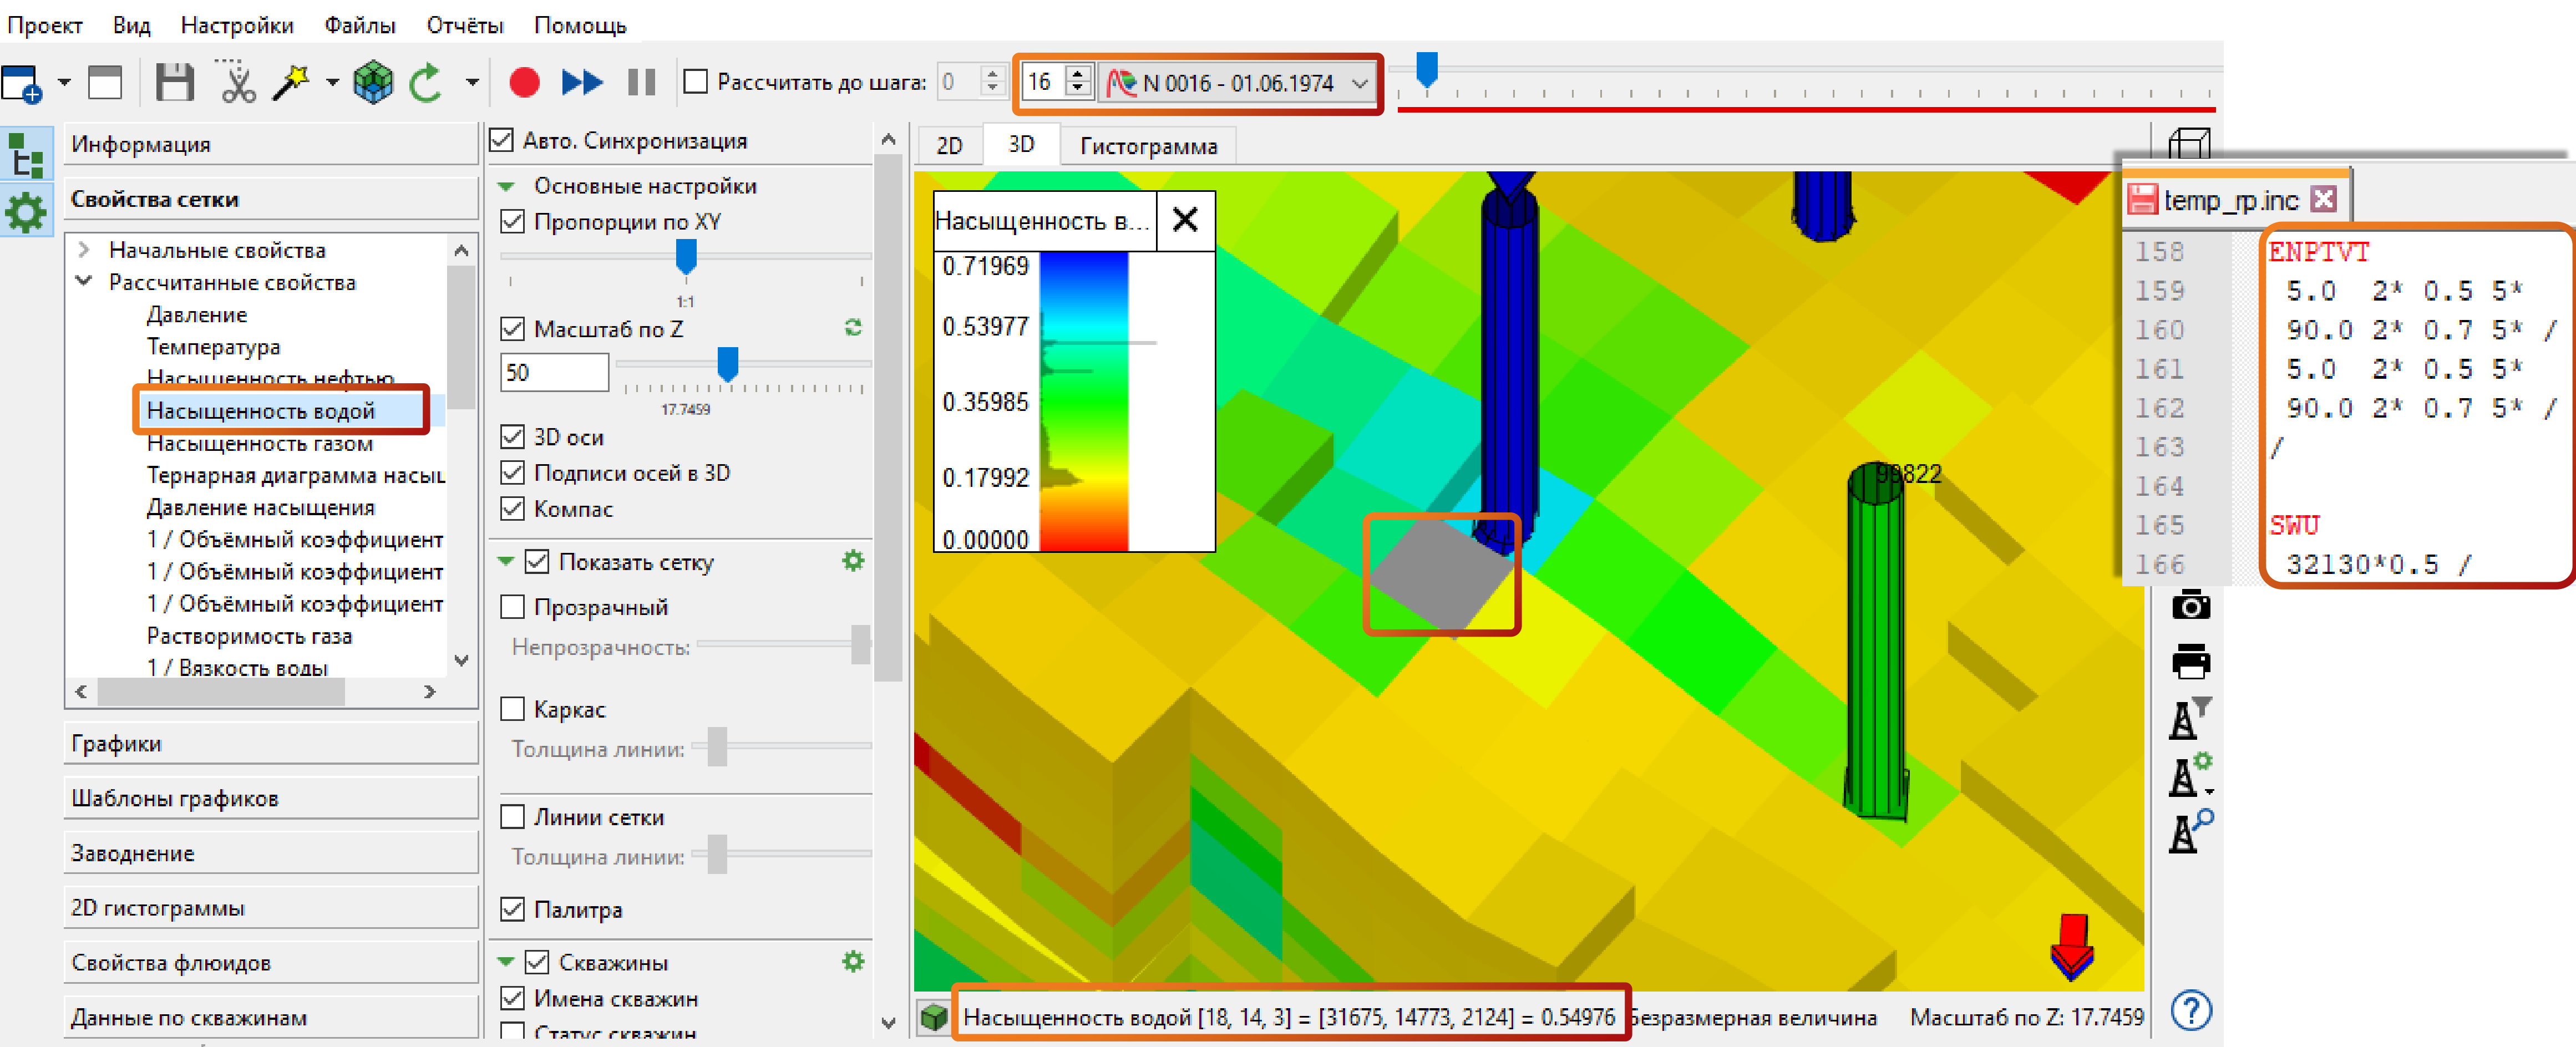 Проект Вид Настройки Файлы Отчёты Помощь
Рассчитать до шага: 0 16 N 0016 - 01.06.1974
Информация
Свойства сетки
Начальные свойства
Рассчитанные свойства
Давление
Температура
Насыщенность нефтью
Насыщенность водой
Насыщенность газом
Тернарная диаграмма насыщ
Давление насыщения
1 / Объёмный коэффициент
1 / Объёмный коэффициент
1 / Объёмный коэффициент
Растворимость газа
1 / Вязкость воды
Графики
Шаблоны графиков
Заводнение
2D гистограммы
Свойства флюидов
Данные по скважинам
Авто. Синхронизация
Основные настройки
Пропорции по XY
1:1
Масштаб по Z
50
17.7459
3D оси
Подписи осей в 3D
Компас
Показать сетку
Прозрачный
Непрозрачность:
Каркас
Толщина линии:
Линии сетки
Толщина линии:
Палитра
Скважины
Имена скважин
Статус скважин
2D 3D Гистограмма
Насыщенность в...
0.71969
0.53977
0.35985
0.17992
0.00000
99822
Насыщенность водой [18, 14, 3] = [31675, 14773, 2124] = 0.54976 Безразмерная величина Масштаб по Z: 17.7459
temp_rp.inc
158 ENPTVT
159 5.0 2* 0.5 5*
160 90.0 2* 0.7 5* /
161 5.0 2* 0.5 5*
162 90.0 2* 0.7 5* /
163 /
164
165 SWU
166 32130*0.5 /